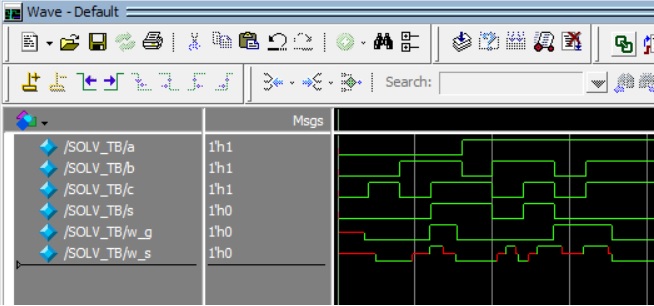 Wave - Default
Search:
Msgs
/SOLV_TB/a 1'h1
/SOLV_TB/b 1'h1
/SOLV_TB/c 1'h1
/SOLV_TB/s 1'h0
/SOLV_TB/w_g 1'h0
/SOLV_TB/w_s 1'h0